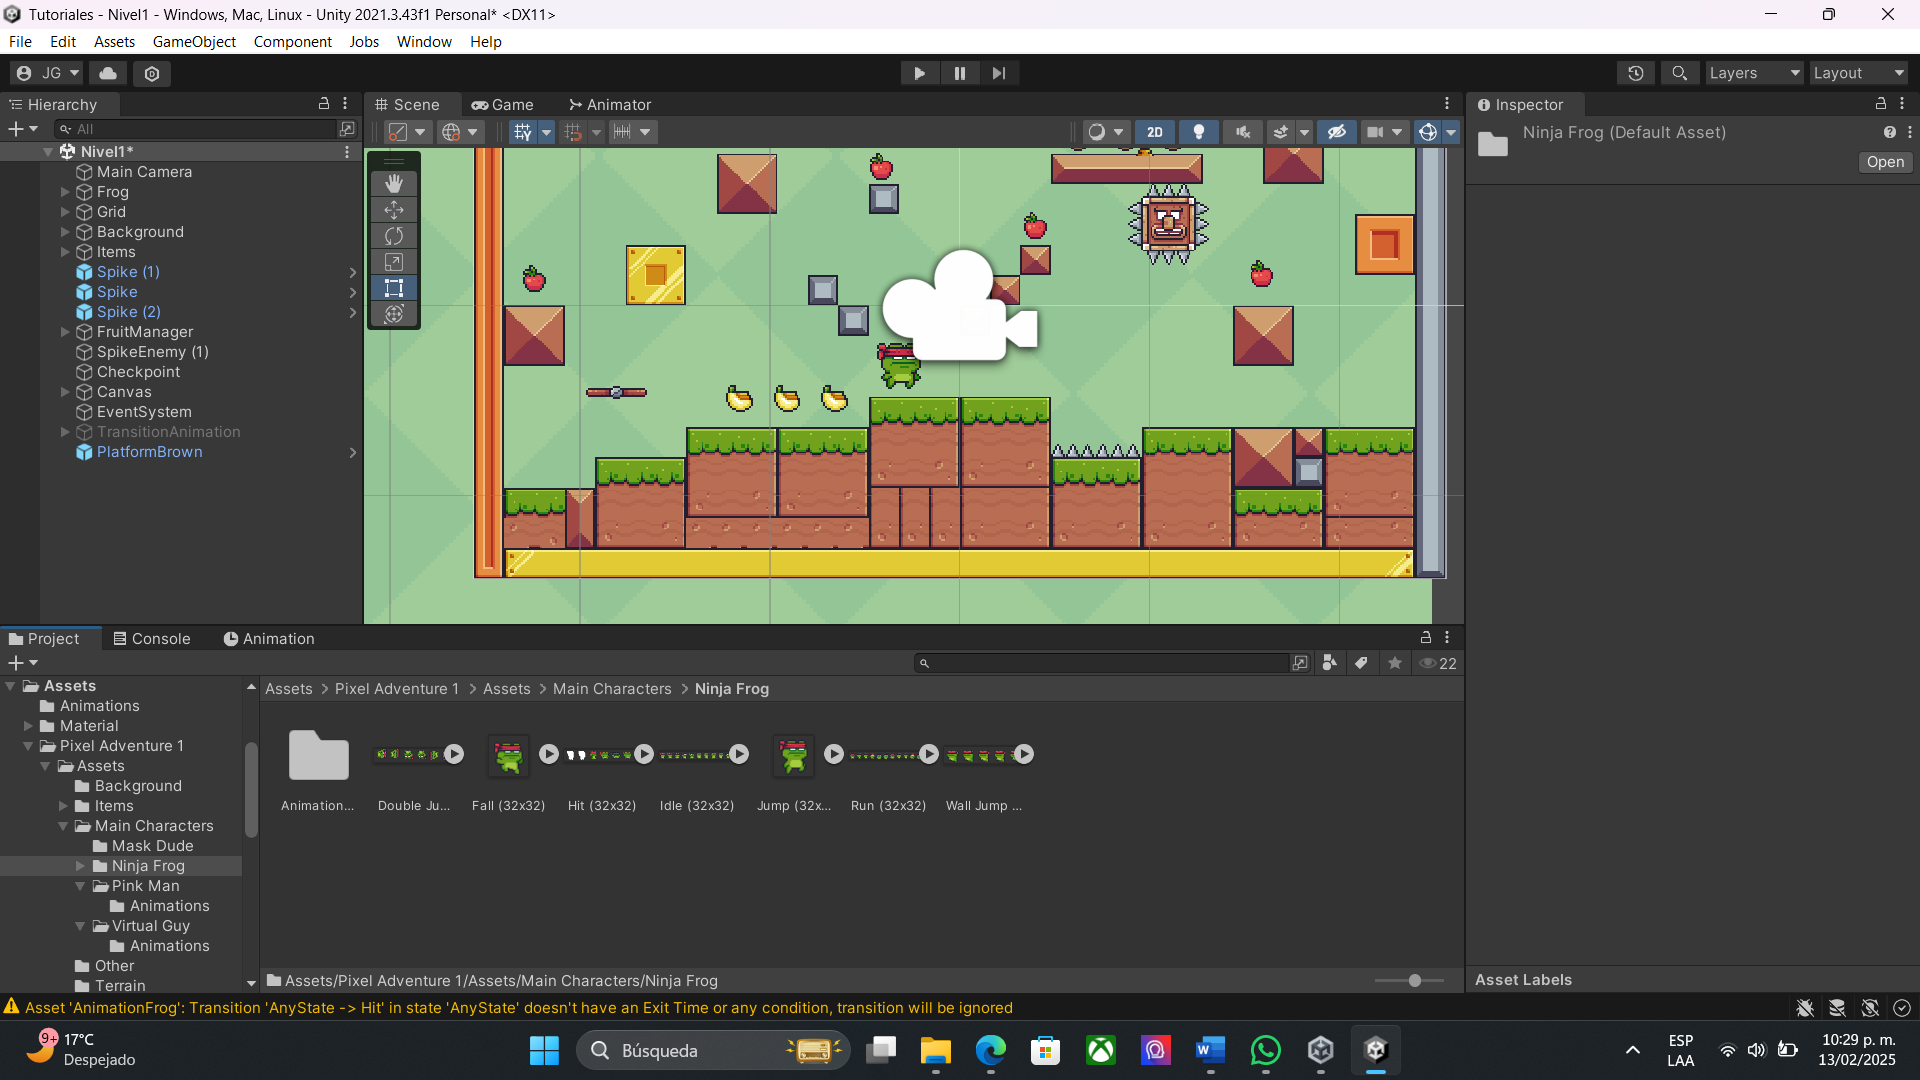 Tutoriales - Nivel1 - Windows, Mac, Linux - Unity 2021.3.43f1 Personal* <DX11>
File Edit Assets GameObject Component Jobs Window Help
JG Layers Layout
Hierarchy
All
Nivel1*
Main Camera
Frog
Grid
Background
Items
Spike (1)
Spike
Spike (2)
FruitManager
SpikeEnemy (1)
Checkpoint
Canvas
EventSystem
TransitionAnimation
PlatformBrown
Scene Game Animator
2D
Inspector
Ninja Frog (Default Asset)
Open
Asset Labels
Project Console Animation
22
Assets
Animations
Material
Pixel Adventure 1
Assets
Background
Items
Main Characters
Mask Dude
Ninja Frog
Pink Man
Animations
Virtual Guy
Animations
Other
Terrain
Assets > Pixel Adventure 1 > Assets > Main Characters > Ninja Frog
Animation... Double Ju... Fall (32x32) Hit (32x32) Idle (32x32) Jump (32x... Run (32x32) Wall Jump ...
Assets/Pixel Adventure 1/Assets/Main Characters/Ninja Frog
Asset 'AnimationFrog': Transition 'AnyState -> Hit' in state 'AnyState' doesn't have an Exit Time or any condition, transition will be ignored
9+
17°C
Despejado
Búsqueda
ESP
LAA
10:29 p. m.
13/02/2025